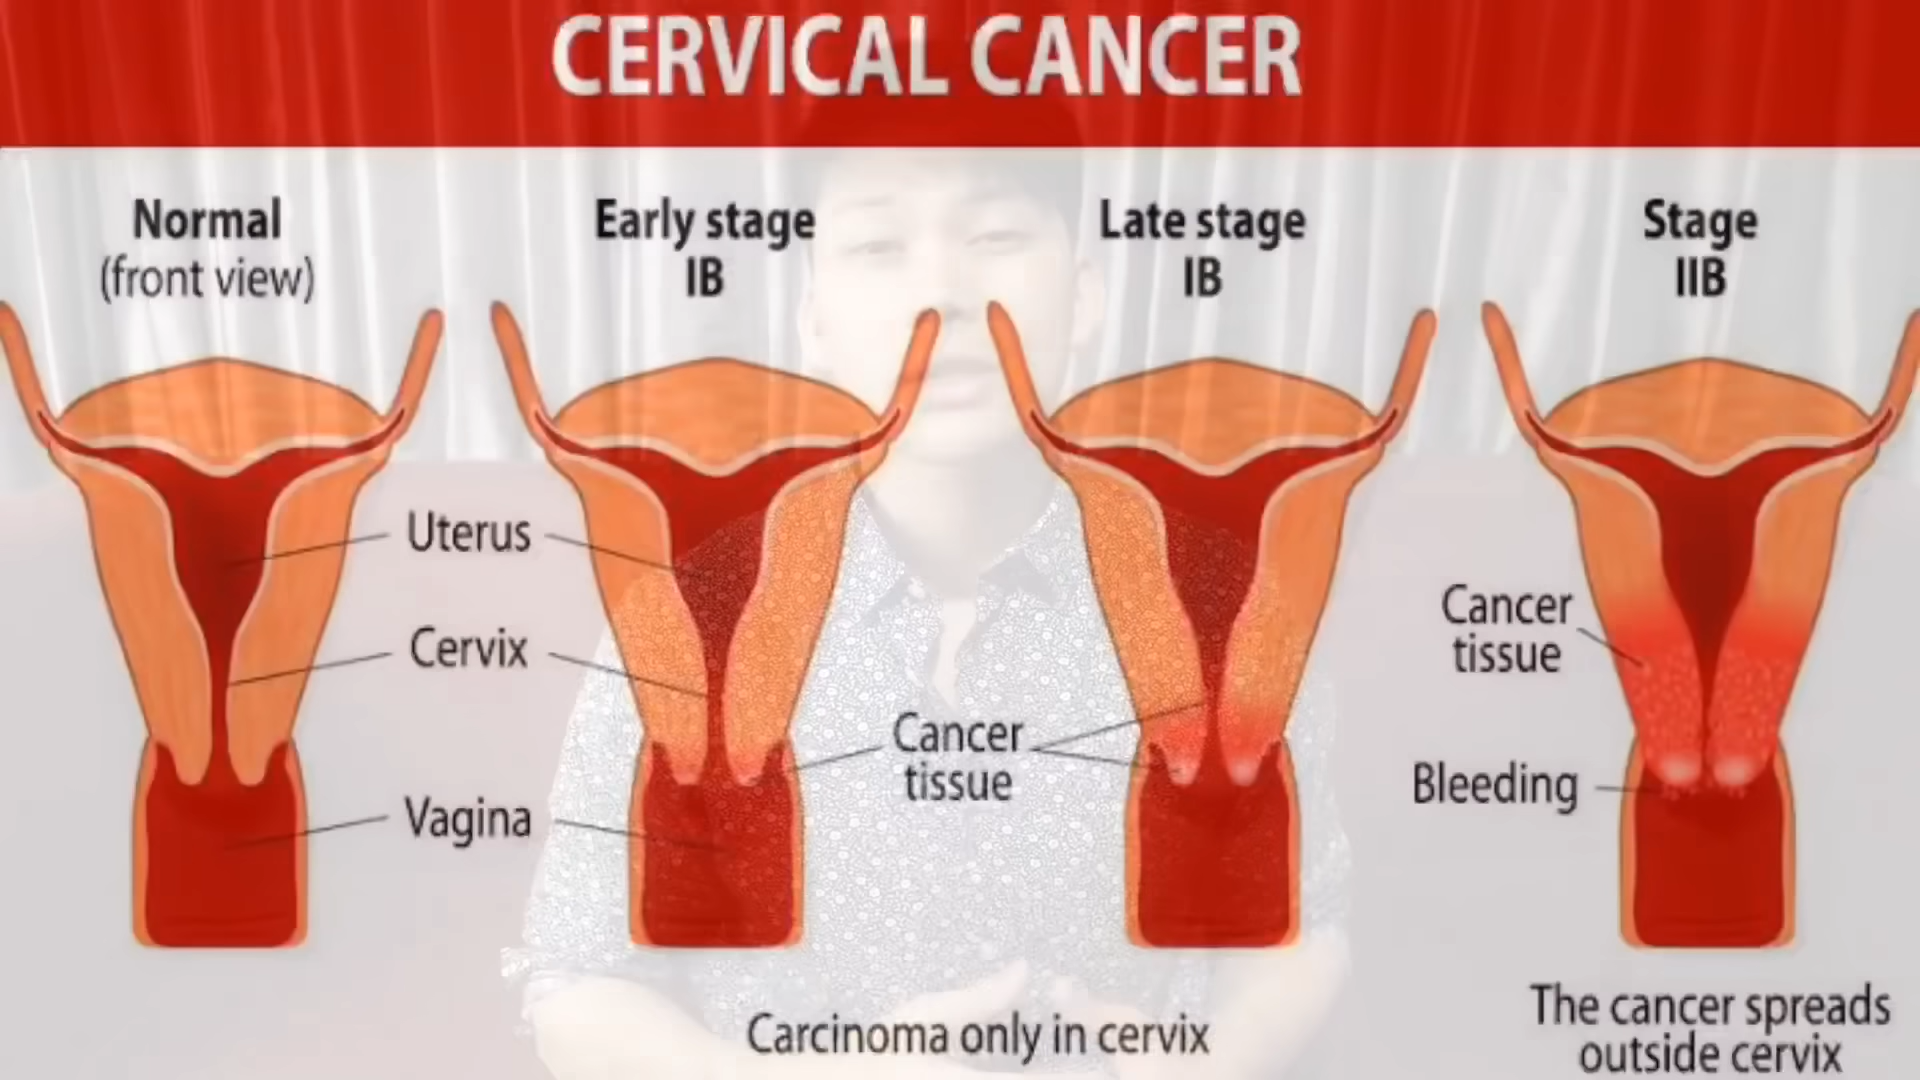 CERVICAL CANCER
Normal
(front view)
Early stage
IB
Late stage
IB
Stage
IIB
Uterus
Cervix
Vagina
Cancer
tissue
Cancer
tissue
Bleeding
Carcinoma only in cervix
The cancer spreads
outside cervix